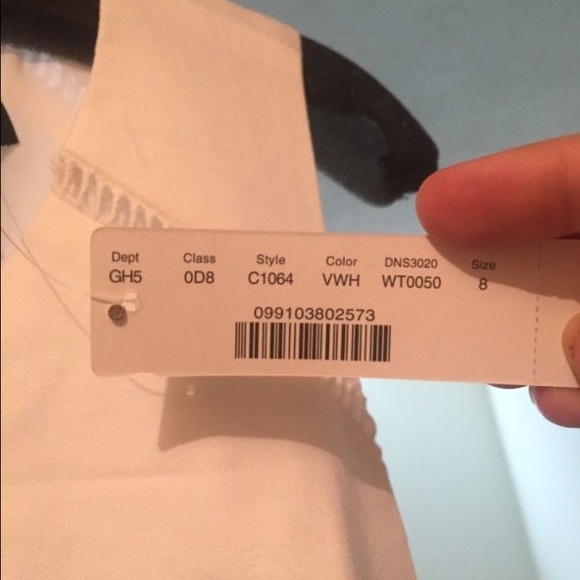 Dept Class Style Color DNS3020 Size
GH5 0D8 C1064 VWH WT0050 8
099103802573